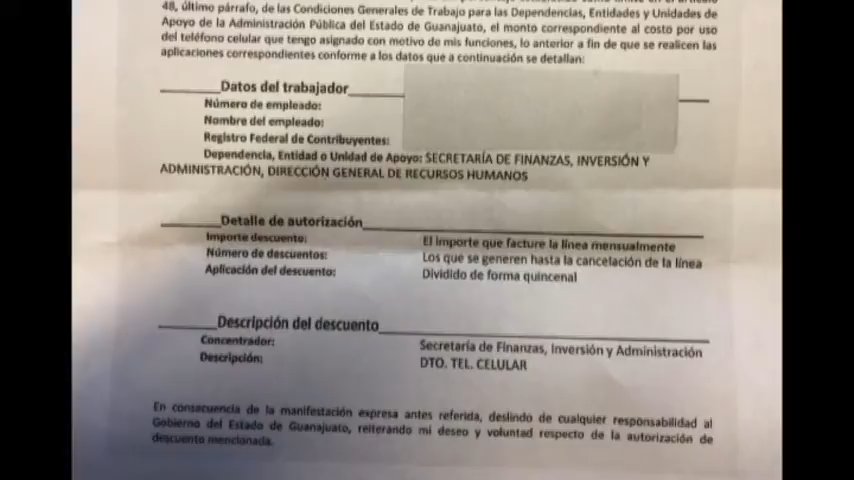 48, último párrafo, de las Condiciones Generales de Trabajo para las Dependencias, Entidades y Unidades de
Apoyo de la Administración Pública del Estado de Guanajuato, el monto correspondiente al costo por uso
del teléfono celular que tengo asignado con motivo de mis funciones, lo anterior a fin de que se realicen las
aplicaciones correspondientes conforme a los datos que a continuación se detallan:
Datos del trabajador
Número de empleado:
Nombre del empleado:
Registro Federal de Contribuyentes:
Dependencia, Entidad o Unidad de Apoyo: SECRETARÍA DE FINANZAS, INVERSIÓN Y
ADMINISTRACIÓN, DIRECCIÓN GENERAL DE RECURSOS HUMANOS
Detalle de autorización
Importe descuento: El importe que facture la línea mensualmente
Número de descuentos: Los que se generen hasta la cancelación de la línea
Aplicación del descuento: Dividido de forma quincenal
Descripción del descuento
Concentrador: Secretaría de Finanzas, Inversión y Administración
Descripción: DTO. TEL. CELULAR
En consecuencia de la manifestación expresa antes referida, deslindo de cualquier responsabilidad al
Gobierno del Estado de Guanajuato, reiterando mi deseo y voluntad respecto de la autorización de
descuento mencionada.